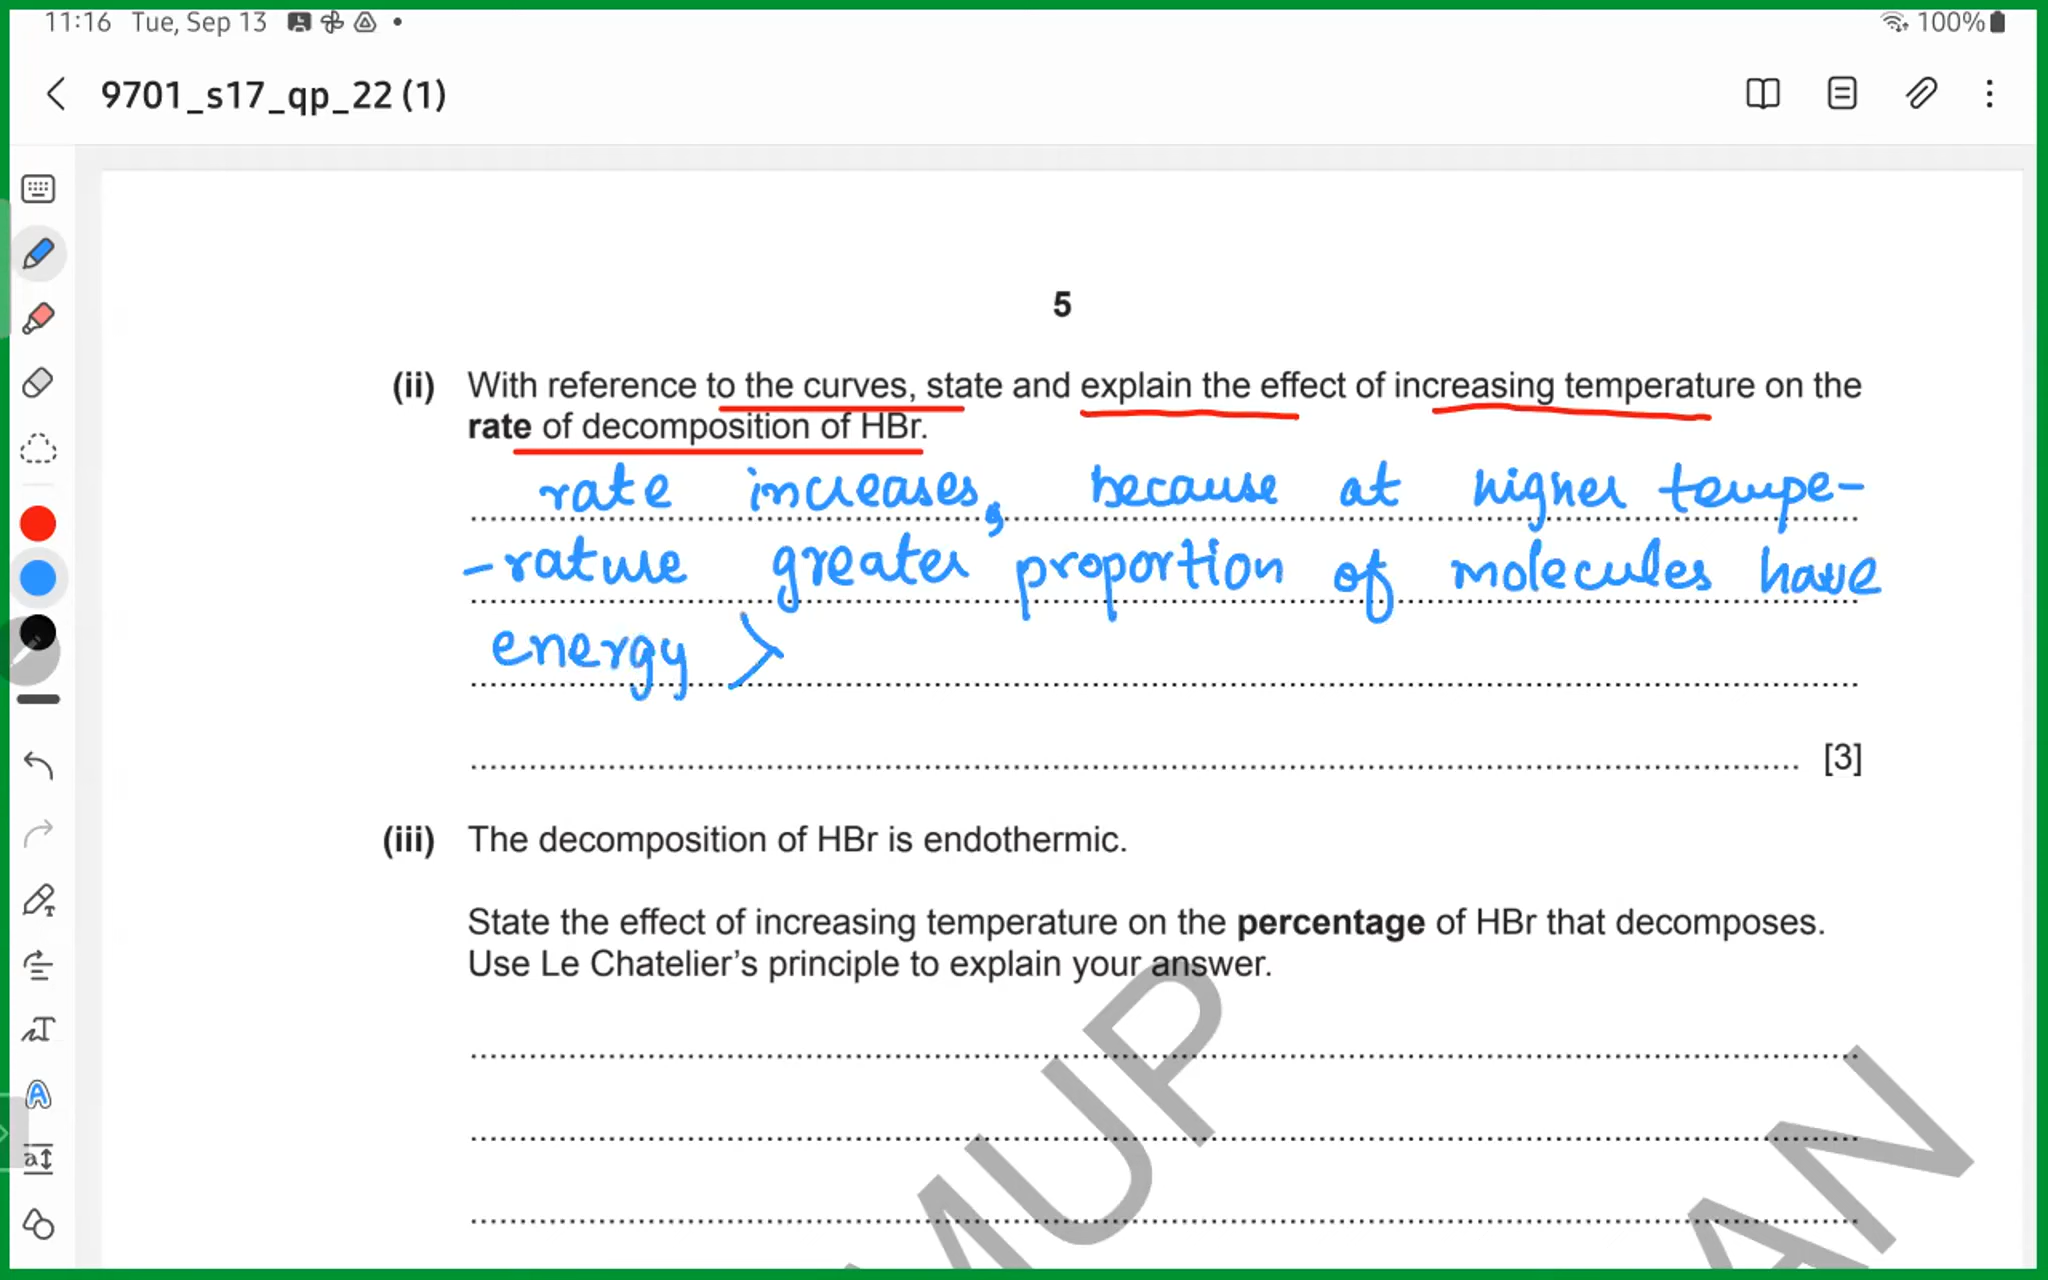 11:16 Tue, Sep 13 100%
9701_s17_qp_22 (1)
5
(ii) With reference to the curves, state and explain the effect of increasing temperature on the
rate of decomposition of HBr.
rate increases, because at higher tempe-
-rature greater proportion of molecules have
energy >
[3]
(iii) The decomposition of HBr is endothermic.
State the effect of increasing temperature on the percentage of HBr that decomposes.
Use Le Chatelier's principle to explain your answer.
MUP
AN